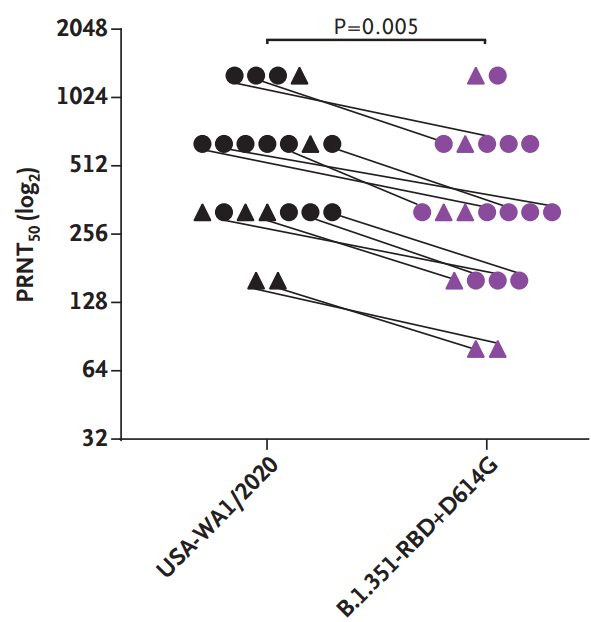 P=0.005
2048
1024
512
256
128
64
32
PRNT50 (log2)
USA-WA1/2020
B.1.351-RBD+D614G